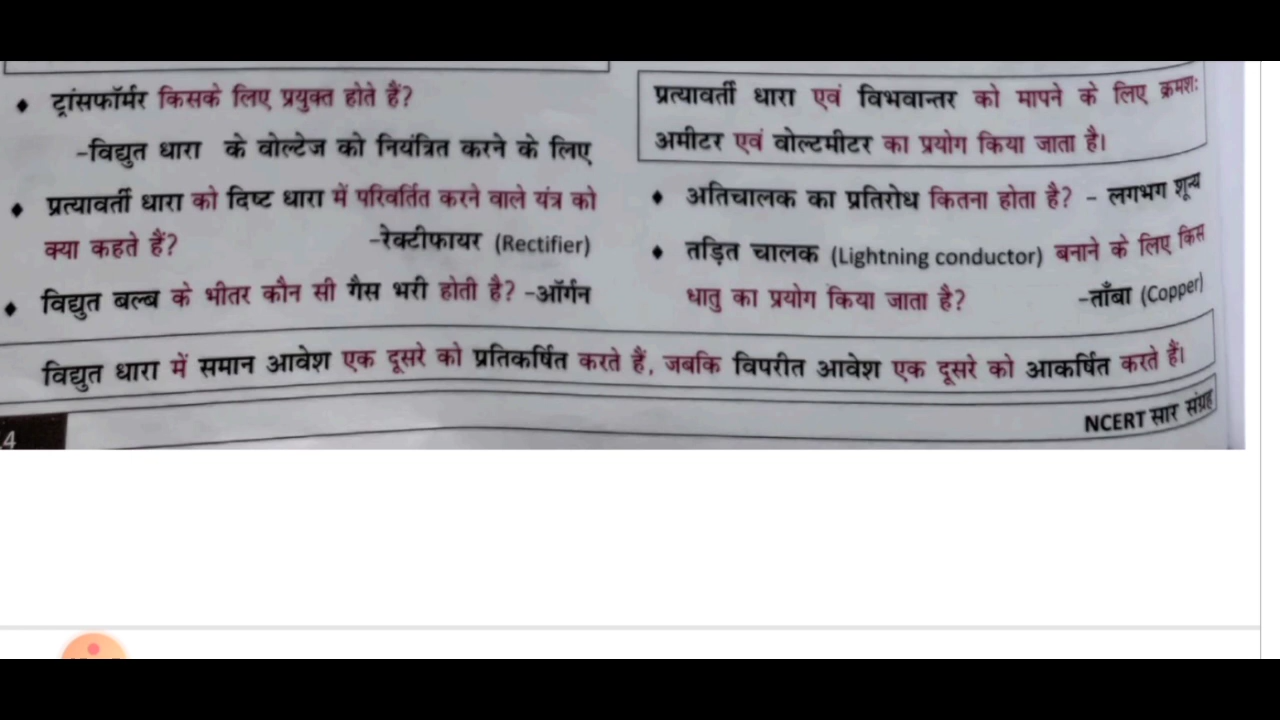 ♦ ट्रांसफॉर्मर किसके लिए प्रयुक्त होते हैं?
-विद्युत धारा के वोल्टेज को नियंत्रित करने के लिए
♦ प्रत्यावर्ती धारा को दिष्ट धारा में परिवर्तित करने वाले यंत्र को
क्या कहते हैं? -रेक्टीफायर (Rectifier)
♦ विद्युत बल्ब के भीतर कौन सी गैस भरी होती है? -ऑर्गन
प्रत्यावर्ती धारा एवं विभवान्तर को मापने के लिए क्रमशः
अमीटर एवं वोल्टमीटर का प्रयोग किया जाता है।
♦ अतिचालक का प्रतिरोध कितना होता है? - लगभग शून्य
♦ तड़ित चालक (Lightning conductor) बनाने के लिए किस
धातु का प्रयोग किया जाता है? -ताँबा (Copper)
विद्युत धारा में समान आवेश एक दूसरे को प्रतिकर्षित करते हैं, जबकि विपरीत आवेश एक दूसरे को आकर्षित करते हैं।
4
NCERT सार संग्रह